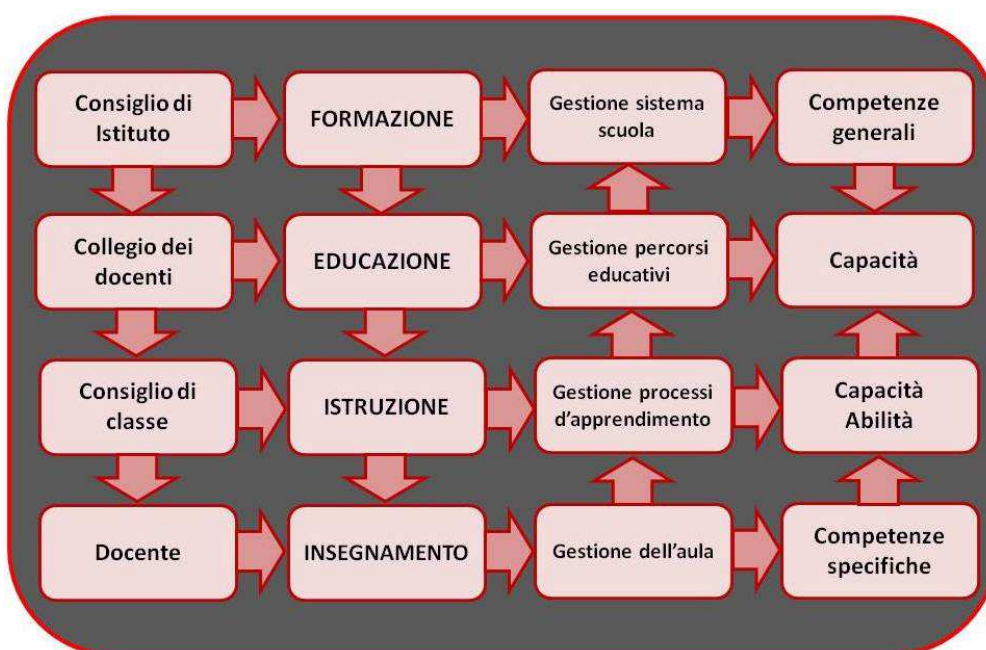 Consiglio di
Istituto
FORMAZIONE
Gestione sistema
scuola
Competenze
generali
Collegio dei
docenti
EDUCAZIONE
Gestione percorsi
educativi
Capacità
Consiglio di
classe
ISTRUZIONE
Gestione processi
d'apprendimento
Capacità
Abilità
Docente
INSEGNAMENTO
Gestione dell'aula
Competenze
specifiche